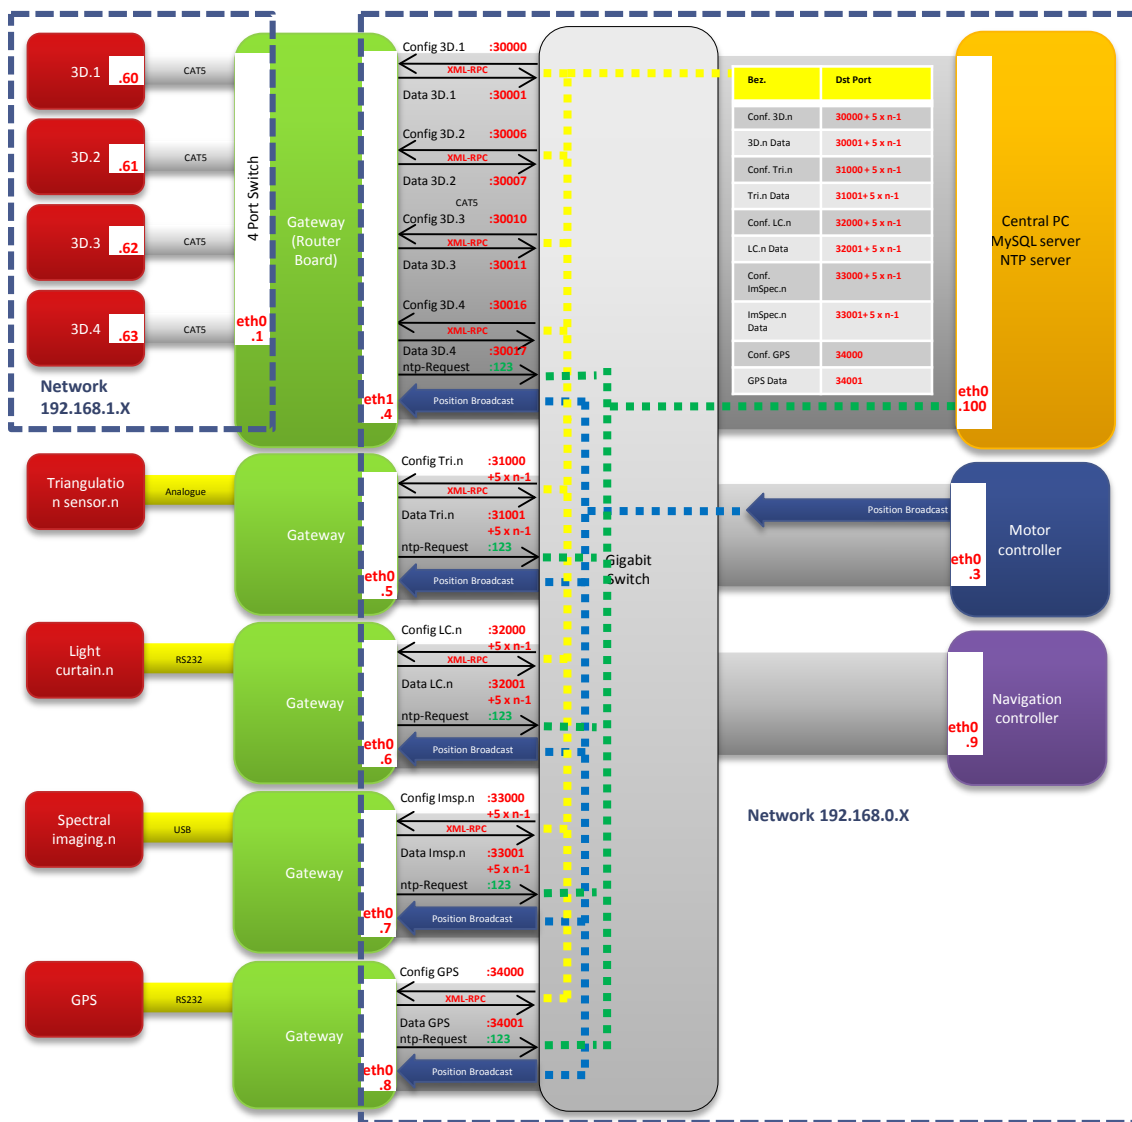 3D.1
.60
CAT5
3D.2
.61
CAT5
3D.3
.62
CAT5
3D.4
.63
CAT5
Network
192.168.1.X
4 Port Switch
eth0
.1
Gateway
(Router
Board)
eth1
.4
Config 3D.1 :30000
XML-RPC
Data 3D.1 :30001
Config 3D.2 :30006
XML-RPC
Data 3D.2 :30007
CAT5
Config 3D.3 :30010
XML-RPC
Data 3D.3 :30011
Config 3D.4 :30016
XML-RPC
Data 3D.4 :30017
ntp-Request :123
Position Broadcast
Bez. Dst Port
Conf. 3D.n 30000 + 5 x n-1
3D.n Data 30001 + 5 x n-1
Conf. Tri.n 31000 + 5 x n-1
Tri.n Data 31001+ 5 x n-1
Conf. LC.n 32000 + 5 x n-1
LC.n Data 32001 + 5 x n-1
Conf.
ImSpec.n
33000 + 5 x n-1
ImSpec.n
Data
33001+ 5 x n-1
Conf. GPS 34000
GPS Data 34001
eth0
.100
Central PC
MySQL server
NTP server
Triangulatio
n sensor.n
Analogue
Gateway
eth0
.5
Config Tri.n :31000
+5 x n-1
XML-RPC
Data Tri.n :31001
+5 x n-1
ntp-Request :123
Position Broadcast
Gigabit
Switch
Position Broadcast
eth0
.3
Motor
controller
Light
curtain.n
RS232
Gateway
eth0
.6
Config LC.n :32000
+5 x n-1
XML-RPC
Data LC.n :32001
+5 x n-1
ntp-Request :123
Position Broadcast
eth0
.9
Navigation
controller
Network 192.168.0.X
Spectral
imaging.n
USB
Gateway
eth0
.7
Config Imsp.n :33000
+5 x n-1
XML-RPC
Data Imsp.n :33001
+5 x n-1
ntp-Request :123
Position Broadcast
GPS
RS232
Gateway
eth0
.8
Config GPS :34000
XML-RPC
Data GPS :34001
ntp-Request :123
Position Broadcast